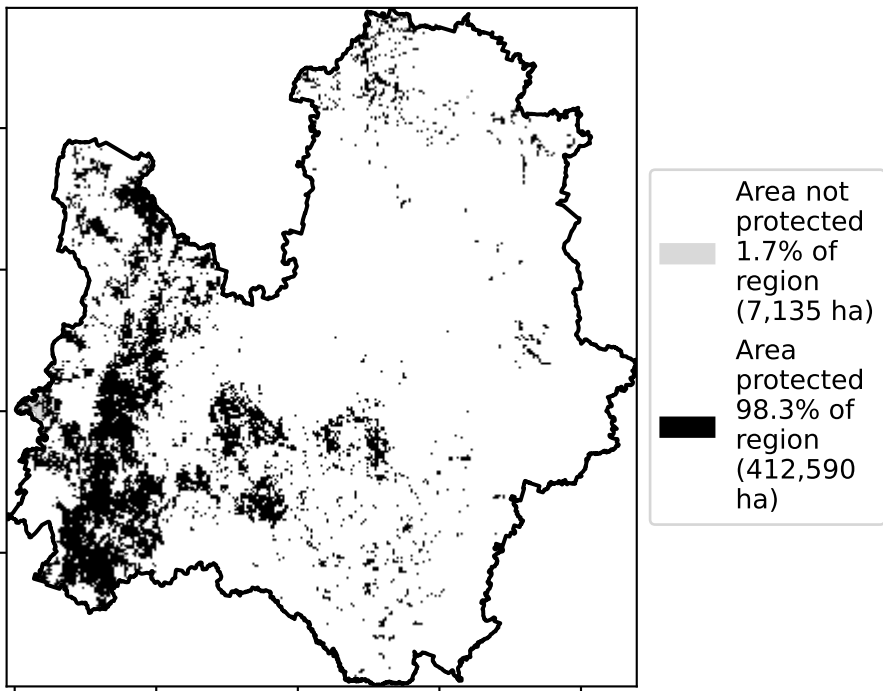 Area not
protected
1.7% of
region
(7,135 ha)
Area
protected
98.3% of
region
(412,590
ha)